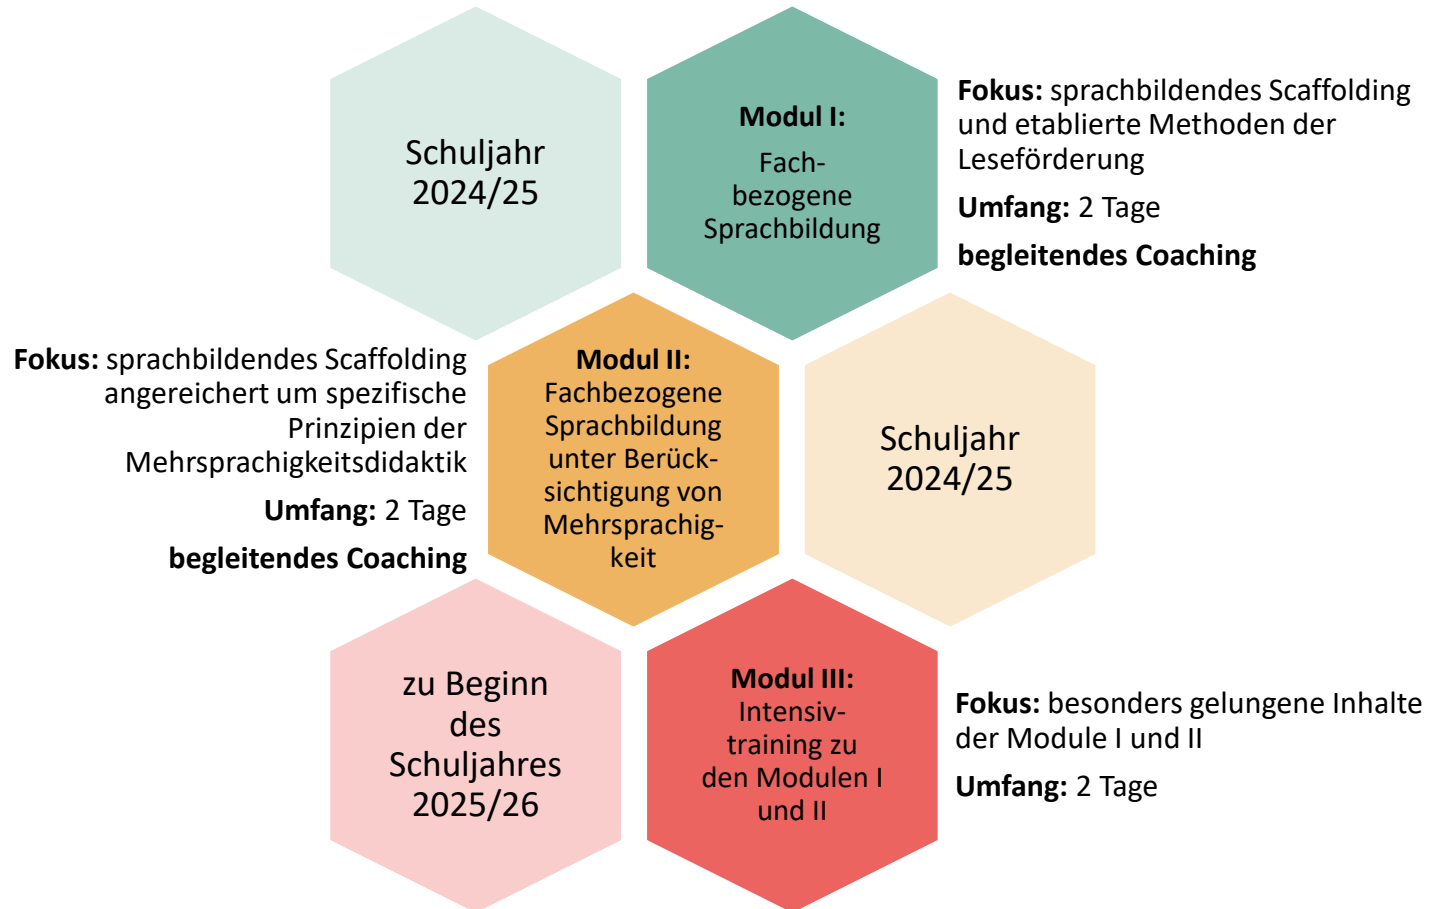 Schuljahr
2024/25
Modul I:
Fach-
bezogene
Sprachbildung
Fokus: sprachbildendes Scaffolding
und etablierte Methoden der
Leseförderung
Umfang: 2 Tage
begleitendes Coaching
Fokus: sprachbildendes Scaffolding
angereichert um spezifische
Prinzipien der
Mehrsprachigkeitsdidaktik
Umfang: 2 Tage
begleitendes Coaching
Modul II:
Fachbezogene
Sprachbildung
unter Berück-
sichtigung von
Mehrsprachig-
keit
Schuljahr
2024/25
zu Beginn
des
Schuljahres
2025/26
Modul III:
Intensiv-
training zu
den Modulen I
und II
Fokus: besonders gelungene Inhalte
der Module I und II
Umfang: 2 Tage